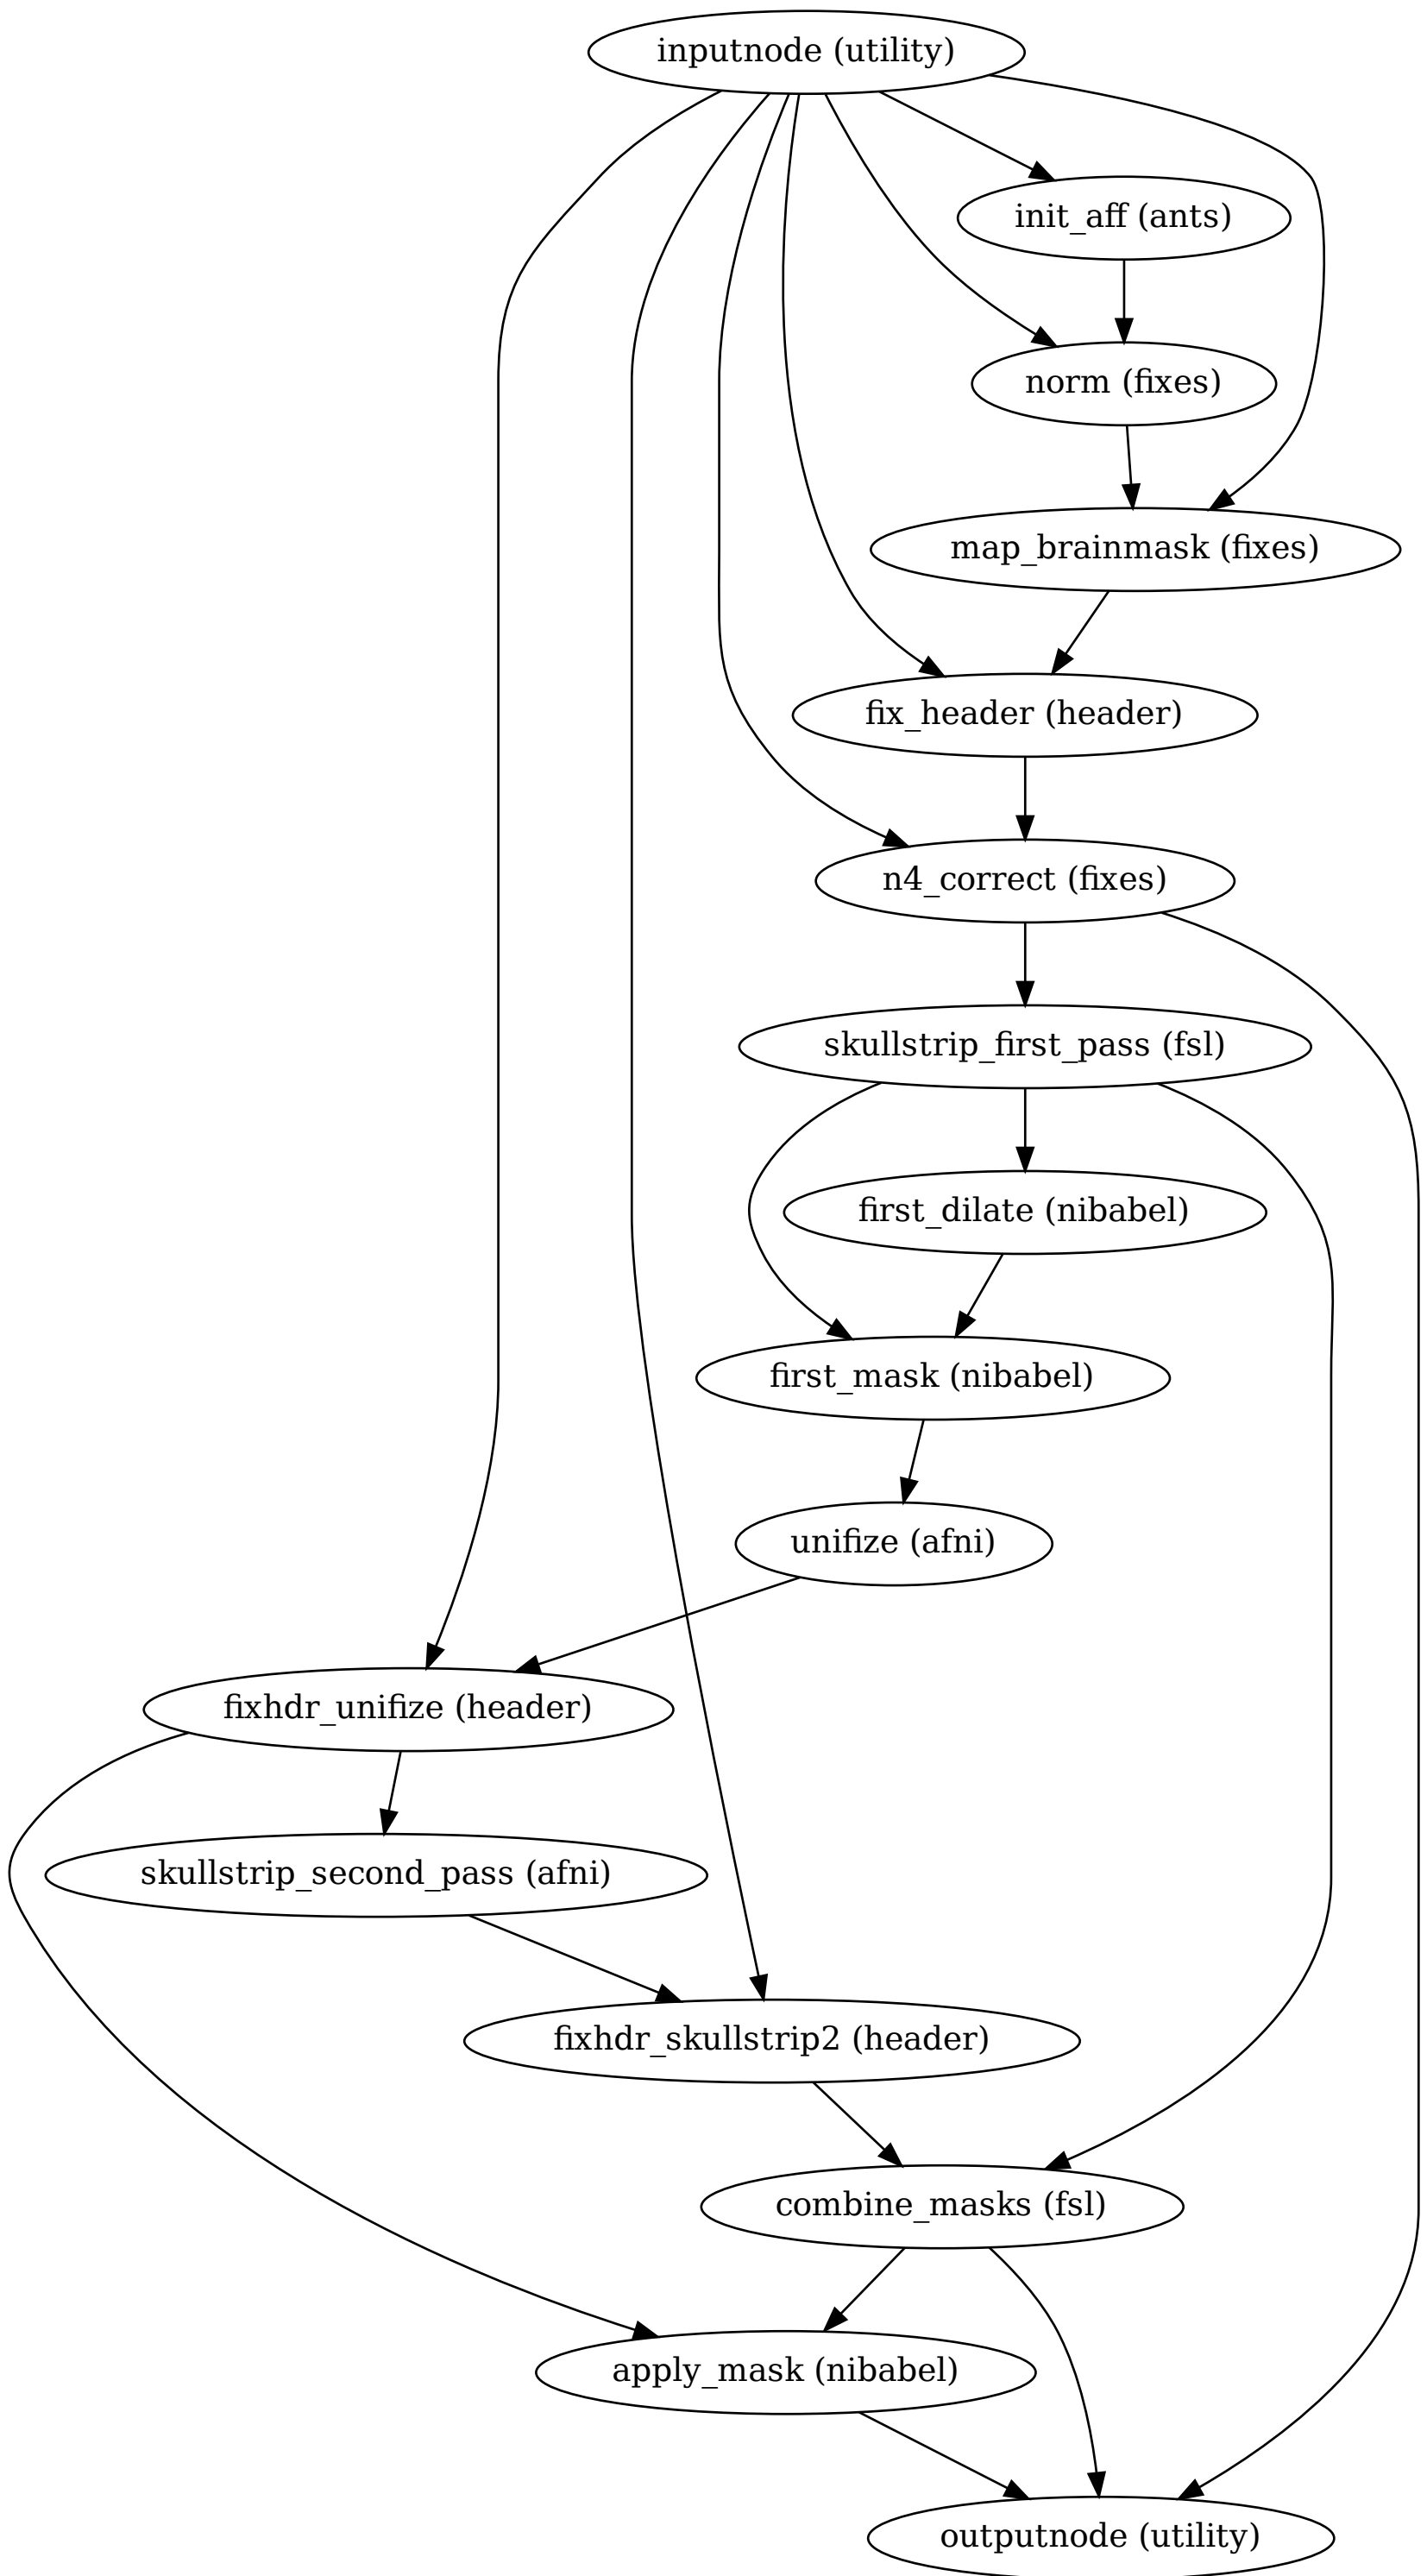 inputnode (utility)
init_aff (ants)
norm (fixes)
map_brainmask (fixes)
fix_header (header)
n4_correct (fixes)
skullstrip_first_pass (fsl)
first_dilate (nibabel)
first_mask (nibabel)
unifize (afni)
fixhdr_unifize (header)
skullstrip_second_pass (afni)
fixhdr_skullstrip2 (header)
combine_masks (fsl)
apply_mask (nibabel)
outputnode (utility)